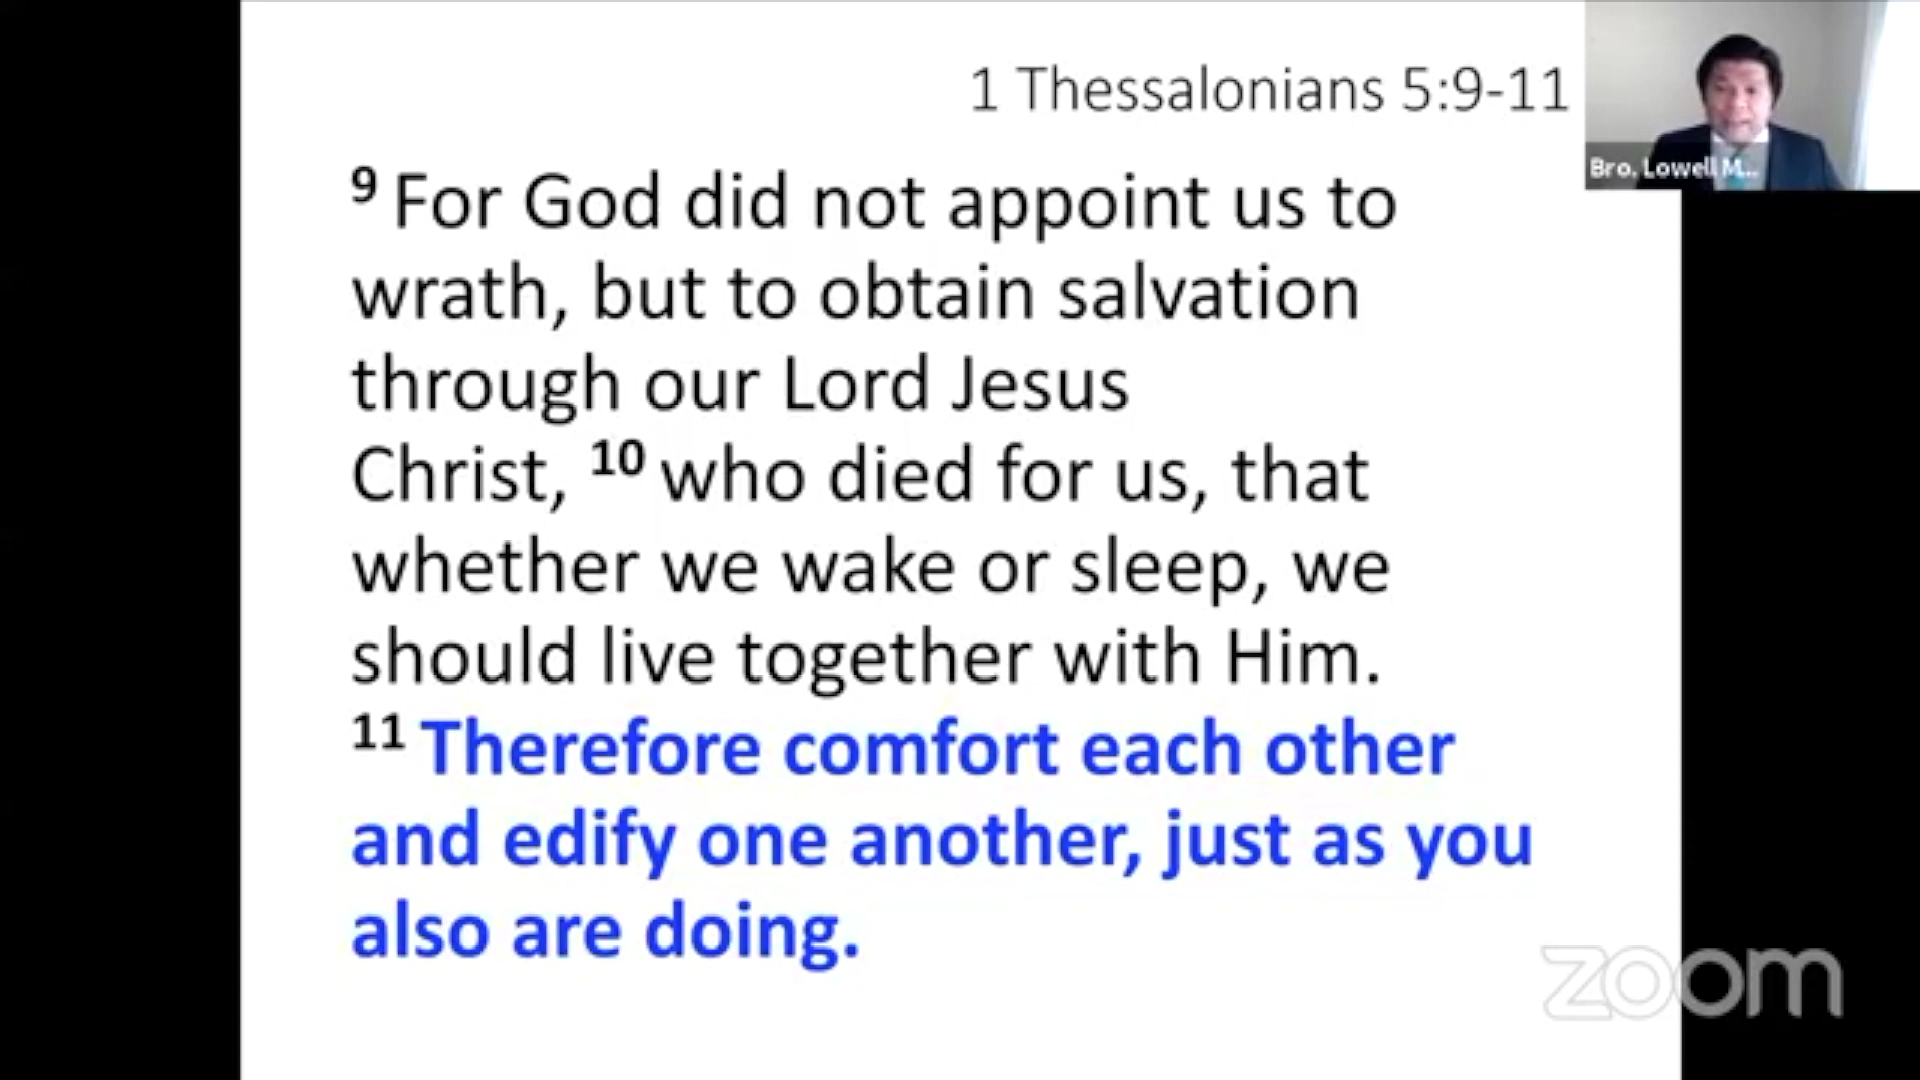 1 Thessalonians 5:9-11
Bro. Lowell M...
9 For God did not appoint us to
wrath, but to obtain salvation
through our Lord Jesus
Christ, 10 who died for us, that
whether we wake or sleep, we
should live together with Him.
11 Therefore comfort each other
and edify one another, just as you
also are doing.
zoom